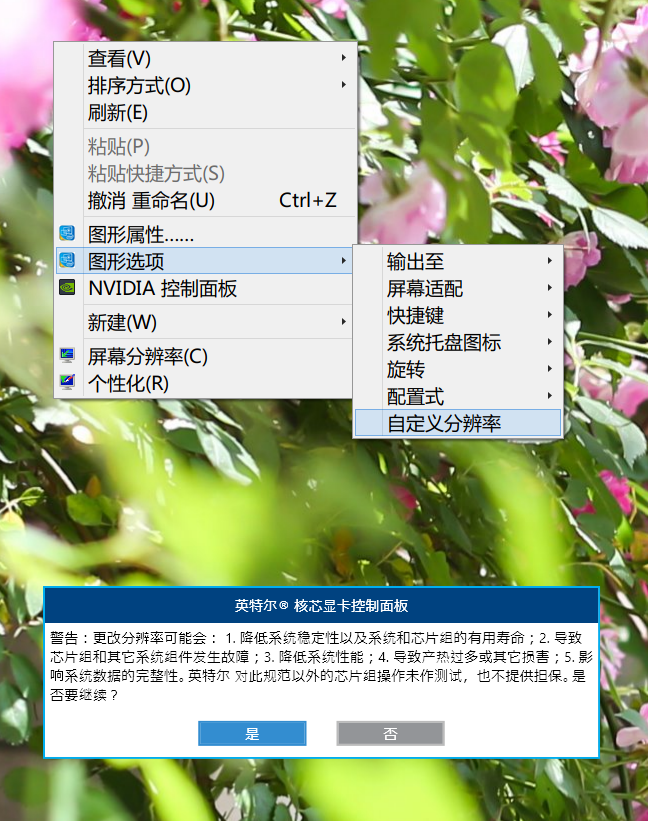 查看(V)
排序方式(O)
刷新(E)
粘贴(P)
粘贴快捷方式(S)
撤消 重命名(U) Ctrl+Z
图形属性......
图形选项
NVIDIA 控制面板
新建(W)
屏幕分辨率(C)
个性化(R)
输出至
屏幕适配
快捷键
系统托盘图标
旋转
配置式
自定义分辨率
英特尔® 核芯显卡控制面板
警告：更改分辨率可能会： 1. 降低系统稳定性以及系统和芯片组的有用寿命；2. 导致
芯片组和其它系统组件发生故障；3. 降低系统性能；4. 导致产热过多或其它损害；5. 影
响系统数据的完整性。英特尔 对此规范以外的芯片组操作未作测试，也不提供担保。是
否要继续？
是 否